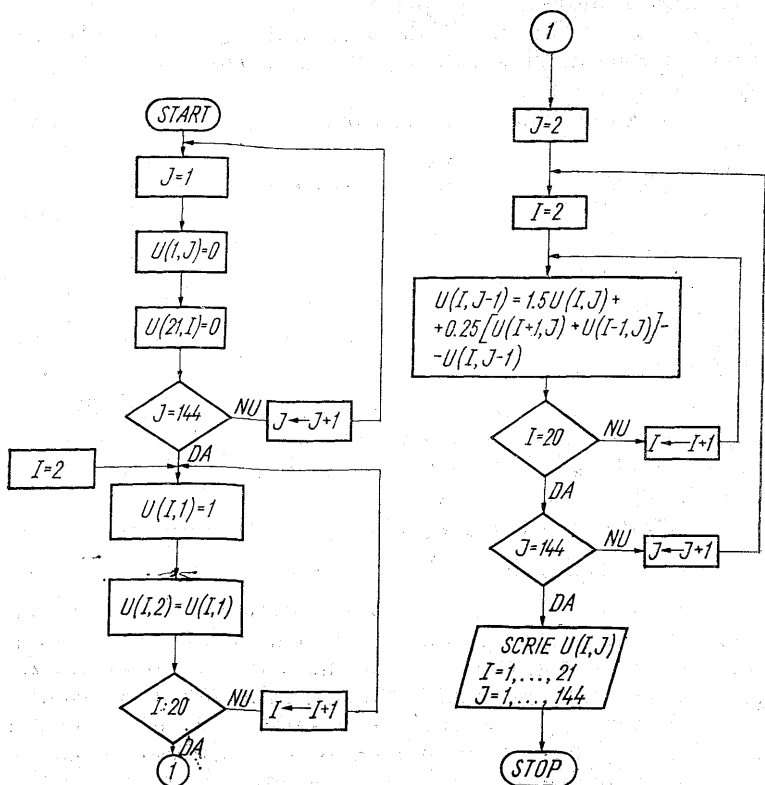 START
J=1
U(1,J)=0
U(21,I)=0
J=144
NU
J←J+1
DA
I=2
U(I,1)=1
U(I,2)=U(I,1)
I:20
NU
I←I+1
DA
1
1
J=2
I=2
U(I,J-1)=1.5U(I,J)+
+0.25[U(I+1,J)+U(I-1,J)]-
-U(I,J-1)
I=20
NU
I←I+1
DA
J=144
NU
J←J+1
DA
SCRIE U(I,J)
I=1,...,21
J=1,...,144
STOP